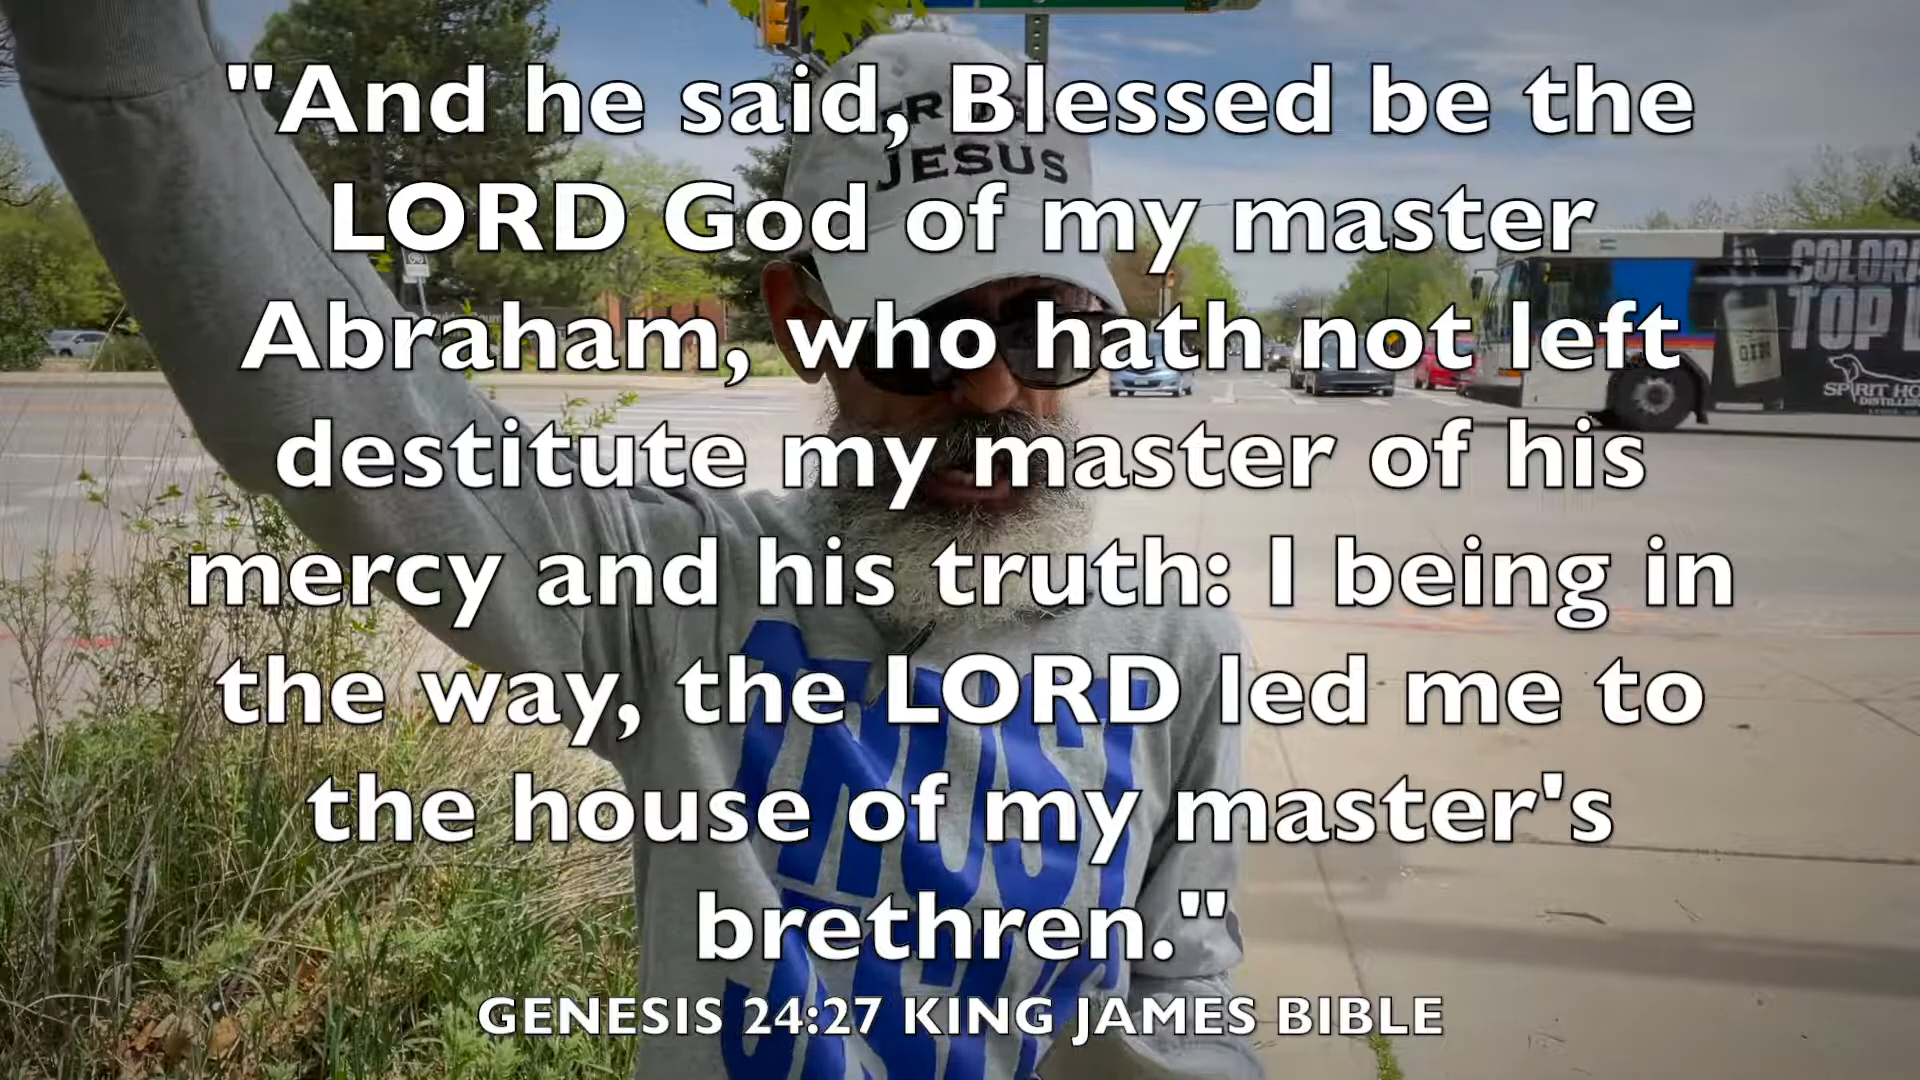 "And he said, Blessed be the
LORD God of my master
Abraham, who hath not left
destitute my master of his
mercy and his truth: I being in
the way, the LORD led me to
the house of my master's
brethren."
GENESIS 24:27 KING JAMES BIBLE
JESUS
TRUST
TOP
SPIRIT